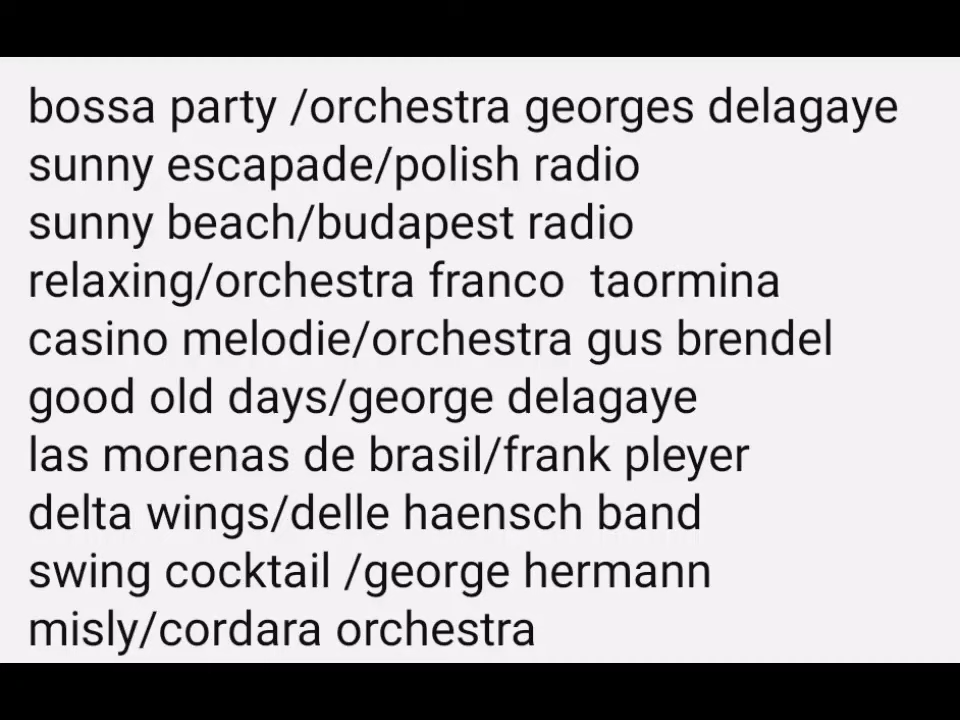 bossa party /orchestra georges delagaye
sunny escapade/polish radio
sunny beach/budapest radio
relaxing/orchestra franco  taormina
casino melodie/orchestra gus brendel
good old days/george delagaye
las morenas de brasil/frank pleyer
delta wings/delle haensch band
swing cocktail /george hermann
misly/cordara orchestra